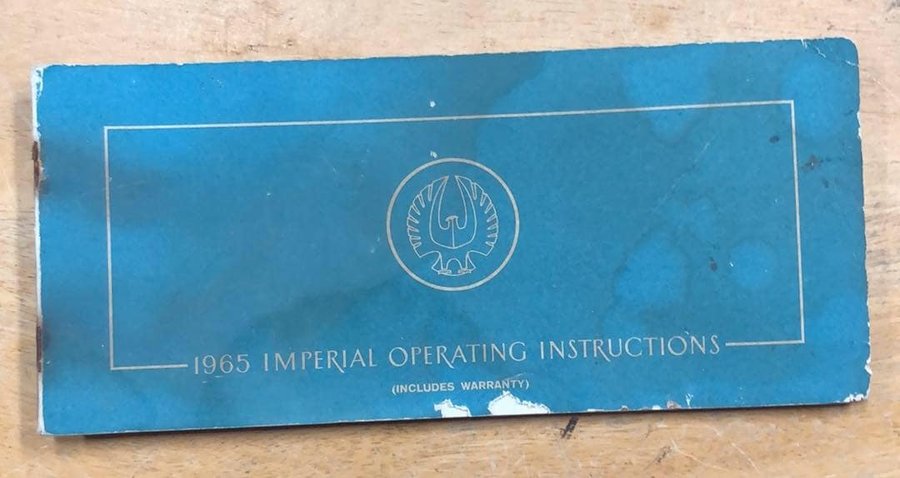 1965 IMPERIAL OPERATING INSTRUCTIONS
(INCLUDES WARRANTY)